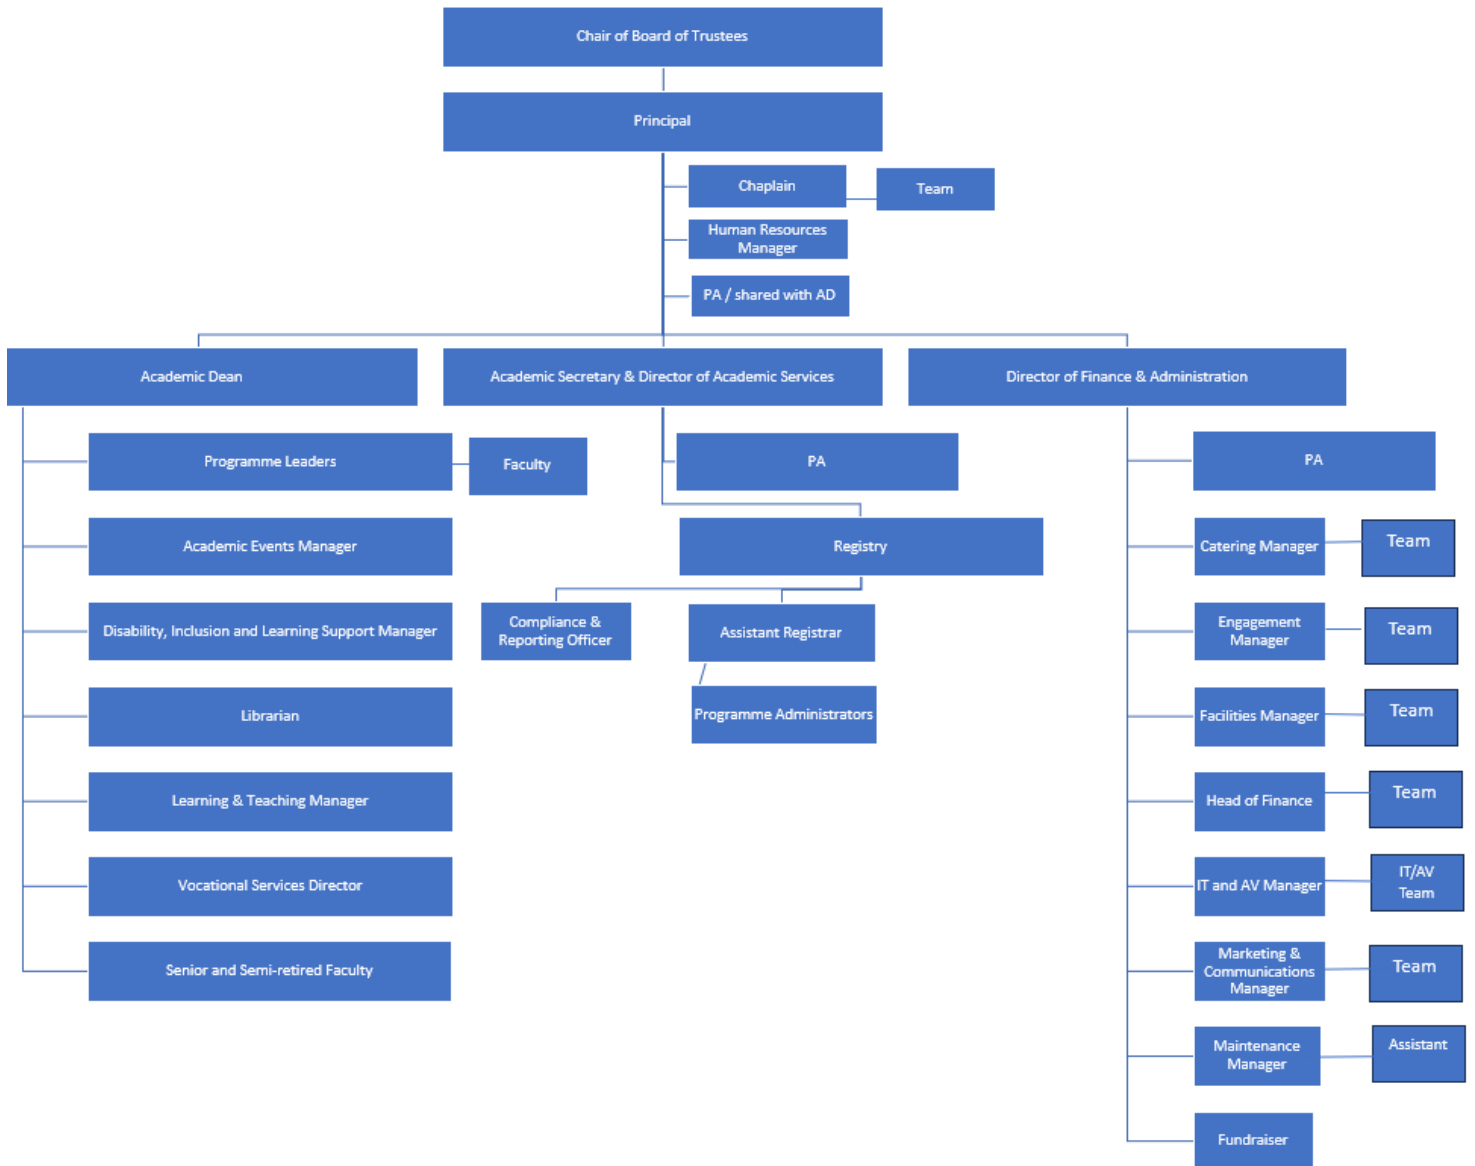 Chair of Board of Trustees
Principal
Chaplain
Team
Human Resources
Manager
PA / shared with AD
Academic Dean
Academic Secretary & Director of Academic Services
Director of Finance & Administration
Programme Leaders
Faculty
Academic Events Manager
Disability, Inclusion and Learning Support Manager
Librarian
Learning & Teaching Manager
Vocational Services Director
Senior and Semi-retired Faculty
PA
Registry
Compliance &
Reporting Officer
Assistant Registrar
Programme Administrators
PA
Catering Manager
Team
Engagement
Manager
Team
Facilities Manager
Team
Head of Finance
Team
IT and AV Manager
IT/AV
Team
Marketing &
Communications
Manager
Team
Maintenance
Manager
Assistant
Fundraiser